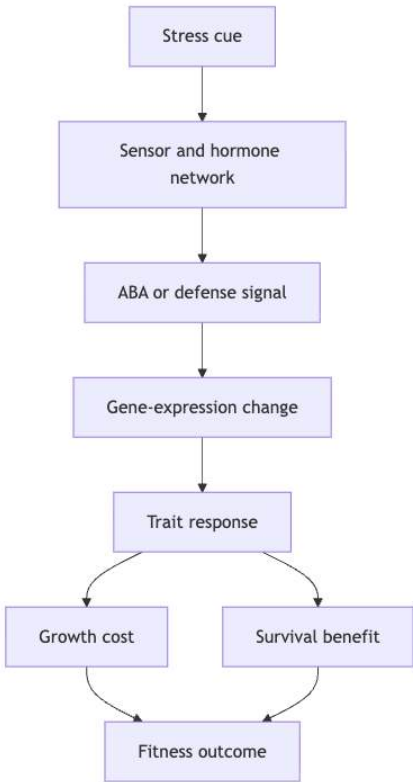 Stress cue
Sensor and hormone
network
ABA or defense signal
Gene-expression change
Trait response
Growth cost
Survival benefit
Fitness outcome